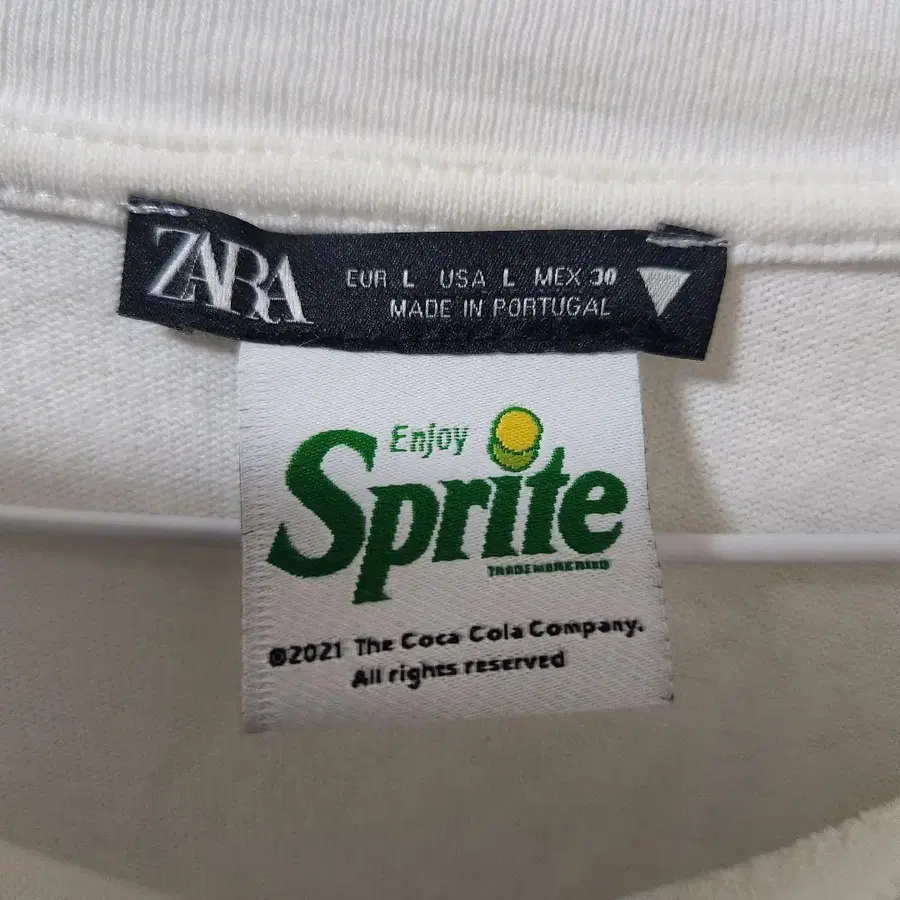 ZARA
EUR L USA L MEX 30
MADE IN PORTUGAL
Enjoy
Sprite
TRADEMARK REG
©2021 The Coca Cola Company.
All rights reserved